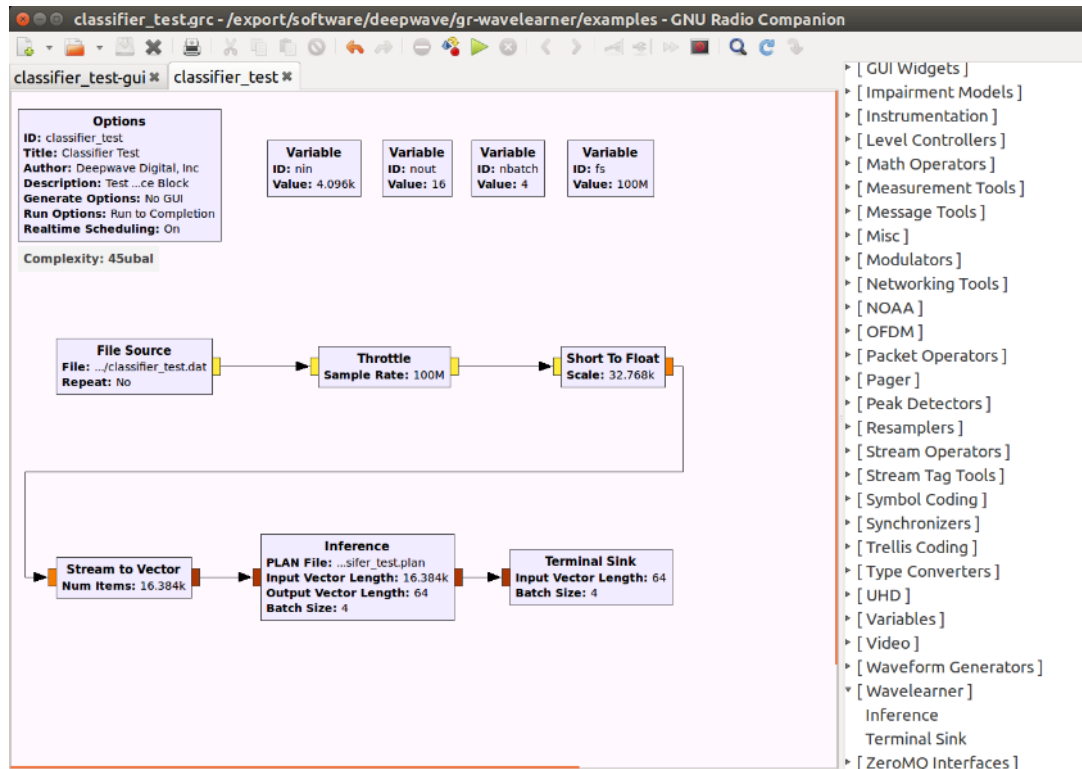 classifier_test.grc - /export/software/deepwave/gr-wavelearner/examples - GNU Radio Companion
classifier_test-gui classifier_test
Options
ID: classifier_test
Title: Classifier Test
Author: Deepwave Digital, Inc
Description: Test ...ce Block
Generate Options: No GUI
Run Options: Run to Completion
Realtime Scheduling: On
Complexity: 45ubal
Variable
ID: nin
Value: 4.096k
Variable
ID: nout
Value: 16
Variable
ID: nbatch
Value: 4
Variable
ID: fs
Value: 100M
File Source
File: .../classifier_test.dat
Repeat: No
Throttle
Sample Rate: 100M
Short To Float
Scale: 32.768k
Stream to Vector
Num Items: 16.384k
Inference
PLAN File: ...sifer_test.plan
Input Vector Length: 16.384k
Output Vector Length: 64
Batch Size: 4
Terminal Sink
Input Vector Length: 64
Batch Size: 4
[ GUI Widgets ]
[ Impairment Models ]
[ Instrumentation ]
[ Level Controllers ]
[ Math Operators ]
[ Measurement Tools ]
[ Message Tools ]
[ Misc ]
[ Modulators ]
[ Networking Tools ]
[ NOAA ]
[ OFDM ]
[ Packet Operators ]
[ Pager ]
[ Peak Detectors ]
[ Resamplers ]
[ Stream Operators ]
[ Stream Tag Tools ]
[ Symbol Coding ]
[ Synchronizers ]
[ Trellis Coding ]
[ Type Converters ]
[ UHD ]
[ Variables ]
[ Video ]
[ Waveform Generators ]
[ Wavelearner ]
Inference
Terminal Sink
[ ZeroMQ Interfaces ]